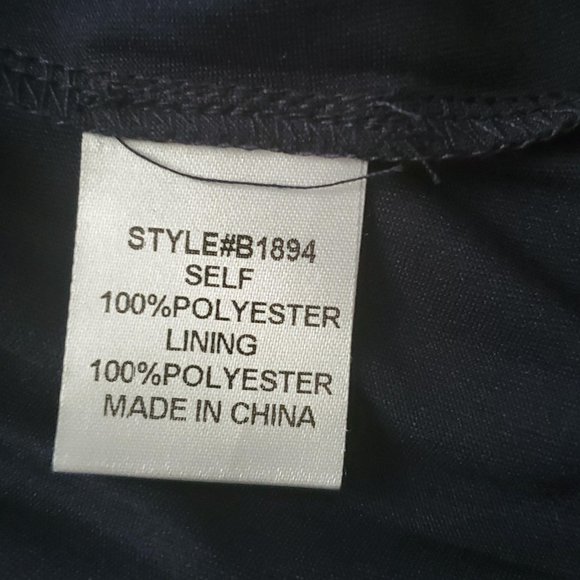 STYLE#B1894
SELF
100%POLYESTER
LINING
100%POLYESTER
MADE IN CHINA